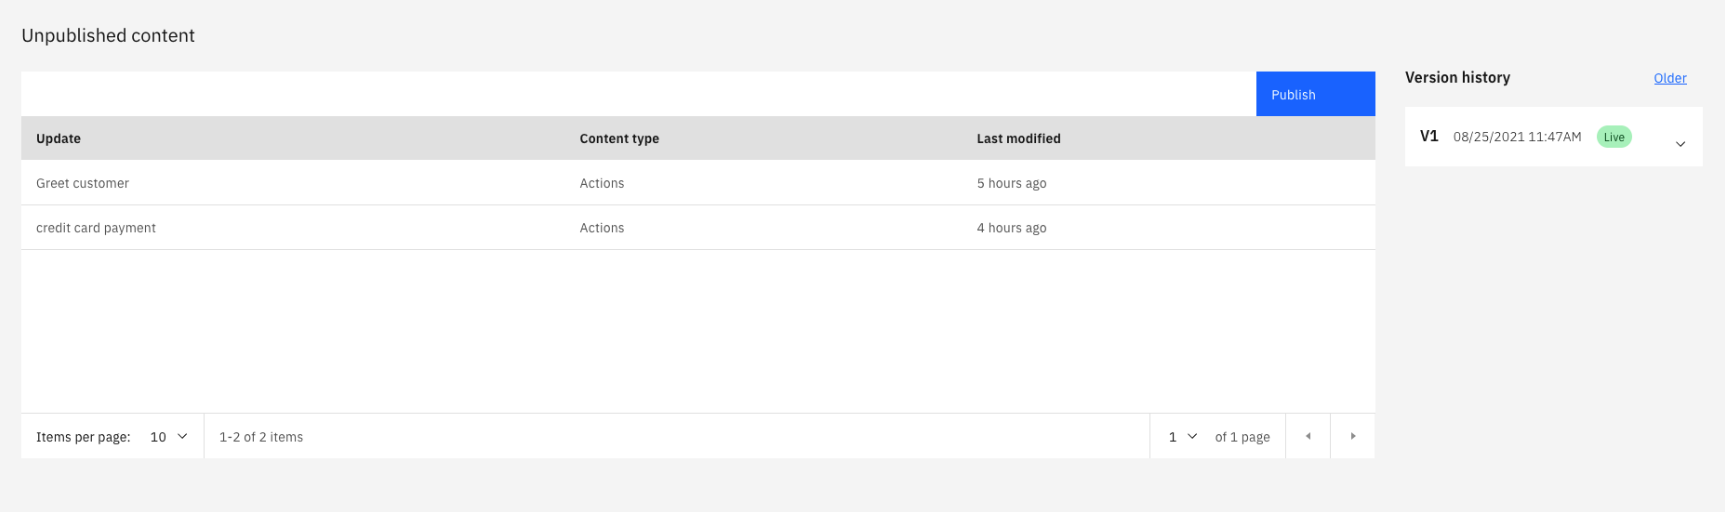 Unpublished content
Publish
Version history
Older
Update Content type Last modified
V1 08/25/2021 11:47AM Live
Greet customer Actions 5 hours ago
credit card payment Actions 4 hours ago
Items per page: 10 1-2 of 2 items 1 of 1 page